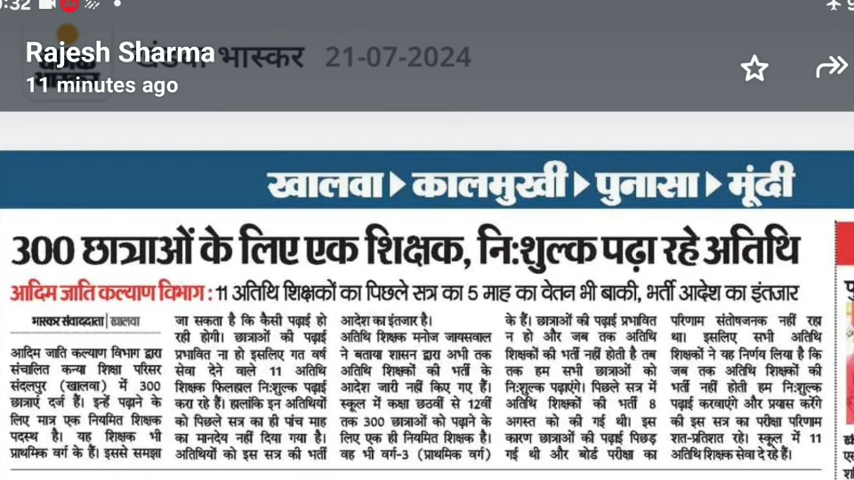 :32
Rajesh Sharma
भास्कर 21-07-2024
11 minutes ago
खालवा कालमुखी पुनासा मूंदी
300 छात्राओं के लिए एक शिक्षक, नि:शुल्क पढ़ा रहे अतिथि
आदिम जाति कल्याण विभाग : 11 अतिथि शिक्षकों का पिछले सत्र का 5 माह का वेतन भी बाकी, भर्ती आदेश का इंतजार
भास्कर संवाददाता | खालवा
आदिम जाति कल्याण विभाग द्वारा
संचालित कन्या शिक्षा परिसर
संदलपुर (खालवा) में 300
छात्राएं दर्ज हैं। इन्हें पढ़ाने के
लिए मात्र एक नियमित शिक्षक
पदस्थ है। यह शिक्षक भी
प्राथमिक वर्ग के हैं। इससे समझा
जा सकता है कि कैसी पढ़ाई हो
रही होगी। छात्राओं की पढ़ाई
प्रभावित ना हो इसलिए गत वर्ष
सेवा देने वाले 11 अतिथि
शिक्षक फिलहाल नि:शुल्क पढ़ाई
करा रहे हैं। हालांकि इन अतिथियों
को पिछले सत्र का ही पांच माह
का मानदेय नहीं दिया गया है।
अतिथियों को इस सत्र की भर्ती
आदेश का इंतजार है।
अतिथि शिक्षक मनोज जायसवाल
ने बताया शासन द्वारा अभी तक
अतिथि शिक्षकों की भर्ती के
आदेश जारी नहीं किए गए हैं।
स्कूल में कक्षा छठवीं से 12वीं
तक 300 छात्राओं को पढ़ाने के
लिए एक ही नियमित शिक्षक है।
वह भी वर्ग-3 (प्राथमिक वर्ग)
के हैं। छात्राओं की पढ़ाई प्रभावित
न हो और जब तक अतिथि
शिक्षकों की भर्ती नहीं होती है तब
तक हम सभी छात्राओं को
नि:शुल्क पढ़ाएंगे। पिछले सत्र में
अतिथि शिक्षकों की भर्ती 8
अगस्त को की गई थी। इस
कारण छात्राओं की पढ़ाई पिछड़
गई थी और बोर्ड परीक्षा का
परिणाम संतोषजनक नहीं रहा
था। इसलिए सभी अतिथि
शिक्षकों ने यह निर्णय लिया है कि
जब तक अतिथि शिक्षकों की
भर्ती नहीं होती हम नि:शुल्क
पढ़ाई करवाएंगे और प्रयास करेंगे
की इस सत्र का परीक्षा परिणाम
शत-प्रतिशत रहे। स्कूल में 11
अतिथि शिक्षक सेवा दे रहे हैं।